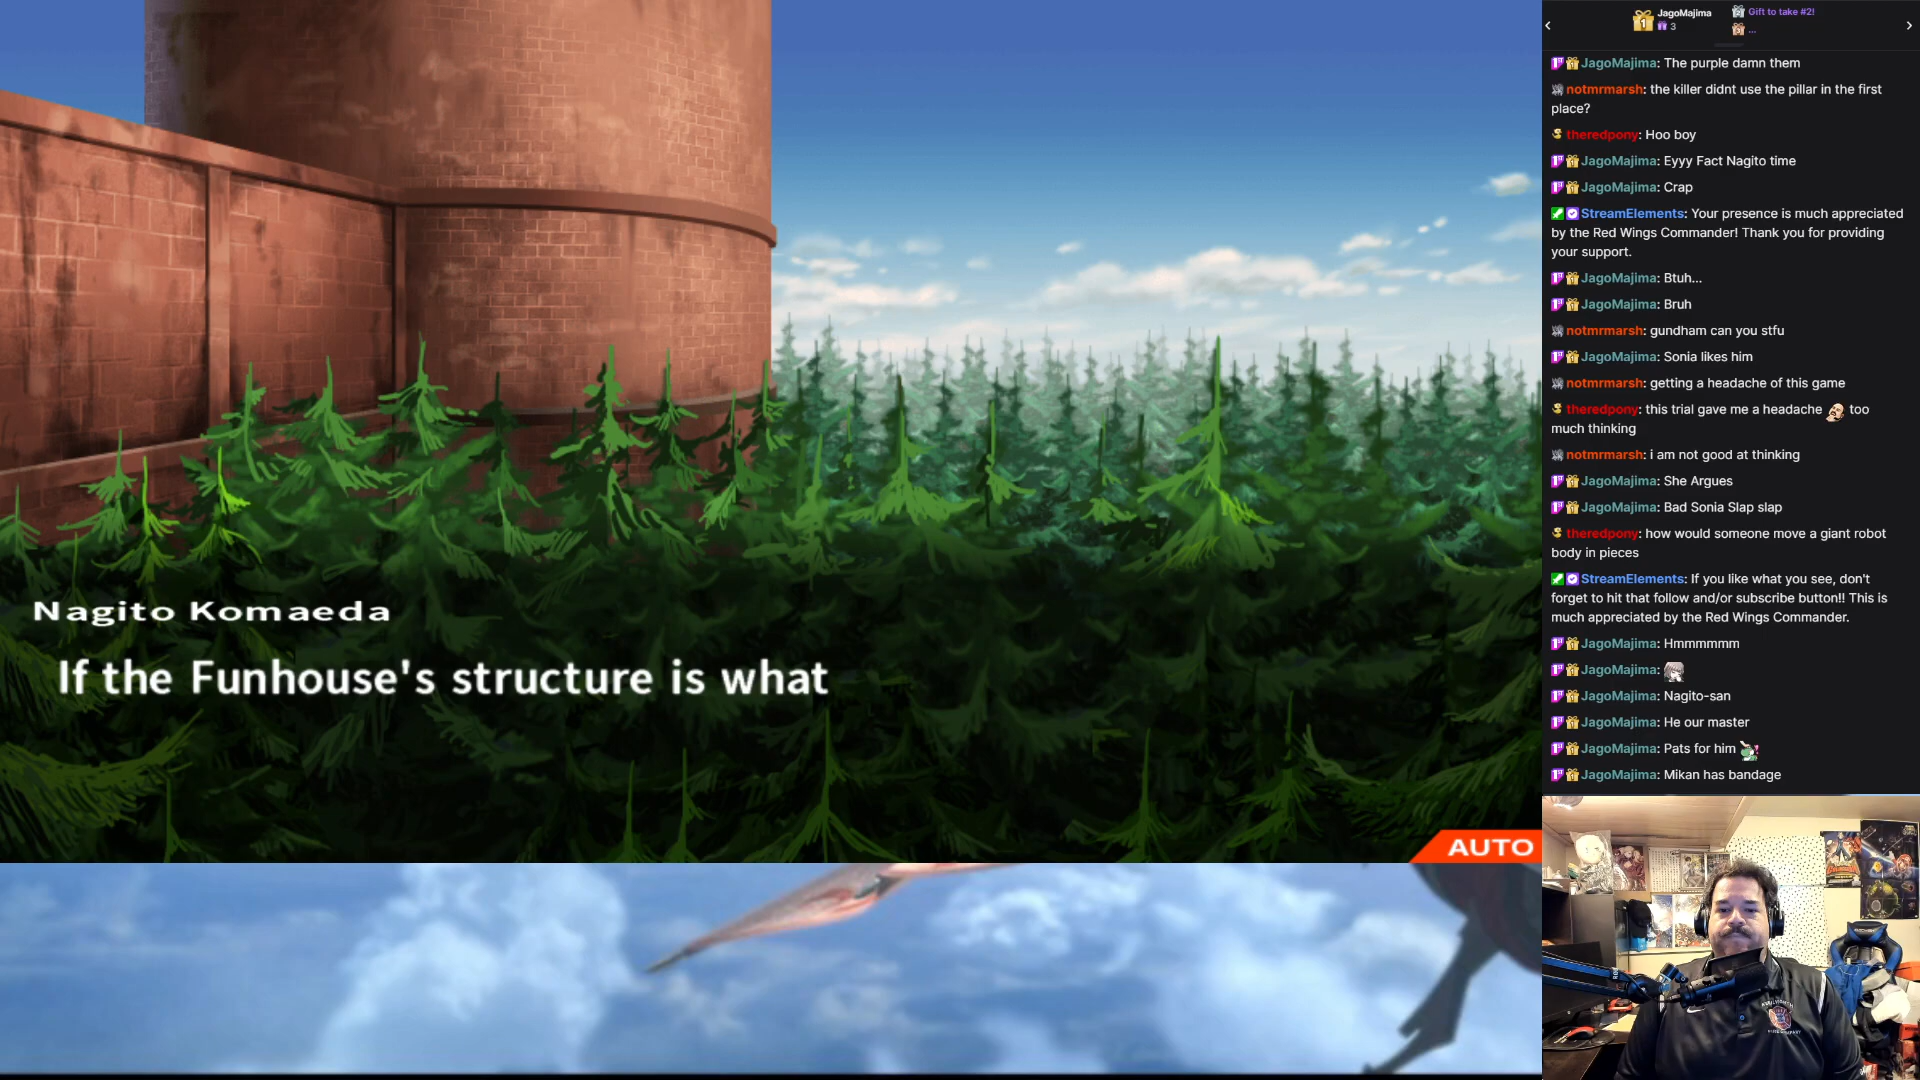 Nagito Komaeda
If the Funhouse's structure is what
AUTO
JagoMajima
3
Gift to take #2!
...
JagoMajima: The purple damn them
notmrmarsh: the killer didnt use the pillar in the first
place?
theredpony: Hoo boy
JagoMajima: Eyyy Fact Nagito time
JagoMajima: Crap
StreamElements: Your presence is much appreciated
by the Red Wings Commander! Thank you for providing
your support.
JagoMajima: Btuh...
JagoMajima: Bruh
notmrmarsh: gundham can you stfu
JagoMajima: Sonia likes him
notmrmarsh: getting a headache of this game
theredpony: this trial gave me a headache too
much thinking
notmrmarsh: i am not good at thinking
JagoMajima: She Argues
JagoMajima: Bad Sonia Slap slap
theredpony: how would someone move a giant robot
body in pieces
StreamElements: If you like what you see, don't
forget to hit that follow and/or subscribe button!! This is
much appreciated by the Red Wings Commander.
JagoMajima: Hmmmmmm
JagoMajima:
JagoMajima: Nagito-san
JagoMajima: He our master
JagoMajima: Pats for him
JagoMajima: Mikan has bandage